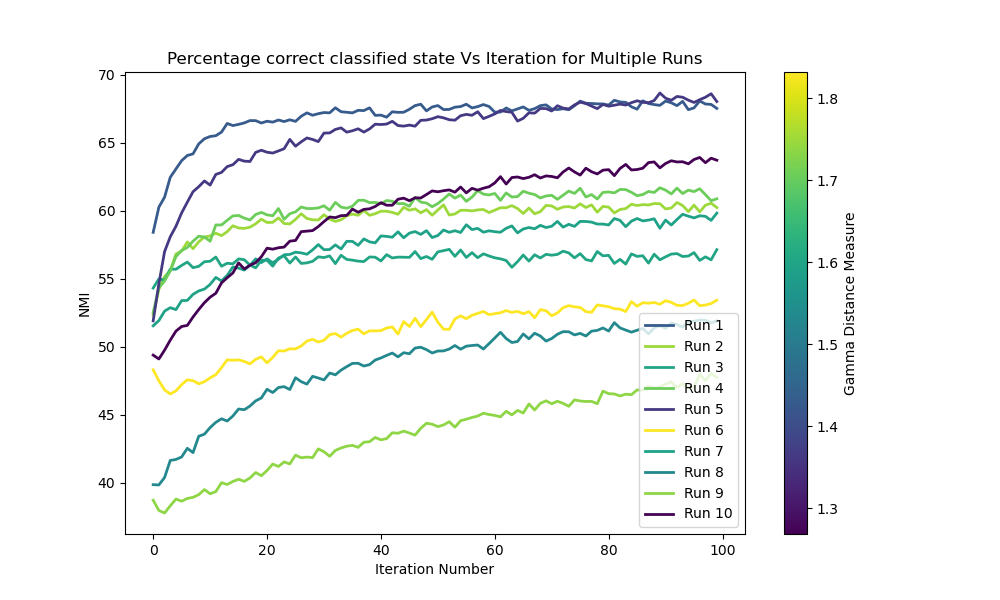 Percentage correct classified state Vs Iteration for Multiple Runs
70
65
60
55
50
45
40
NMI
0 20 40 60 80 100
Iteration Number
Run 1
Run 2
Run 3
Run 4
Run 5
Run 6
Run 7
Run 8
Run 9
Run 10
1.8
1.7
1.6
1.5
1.4
1.3
Gamma Distance Measure